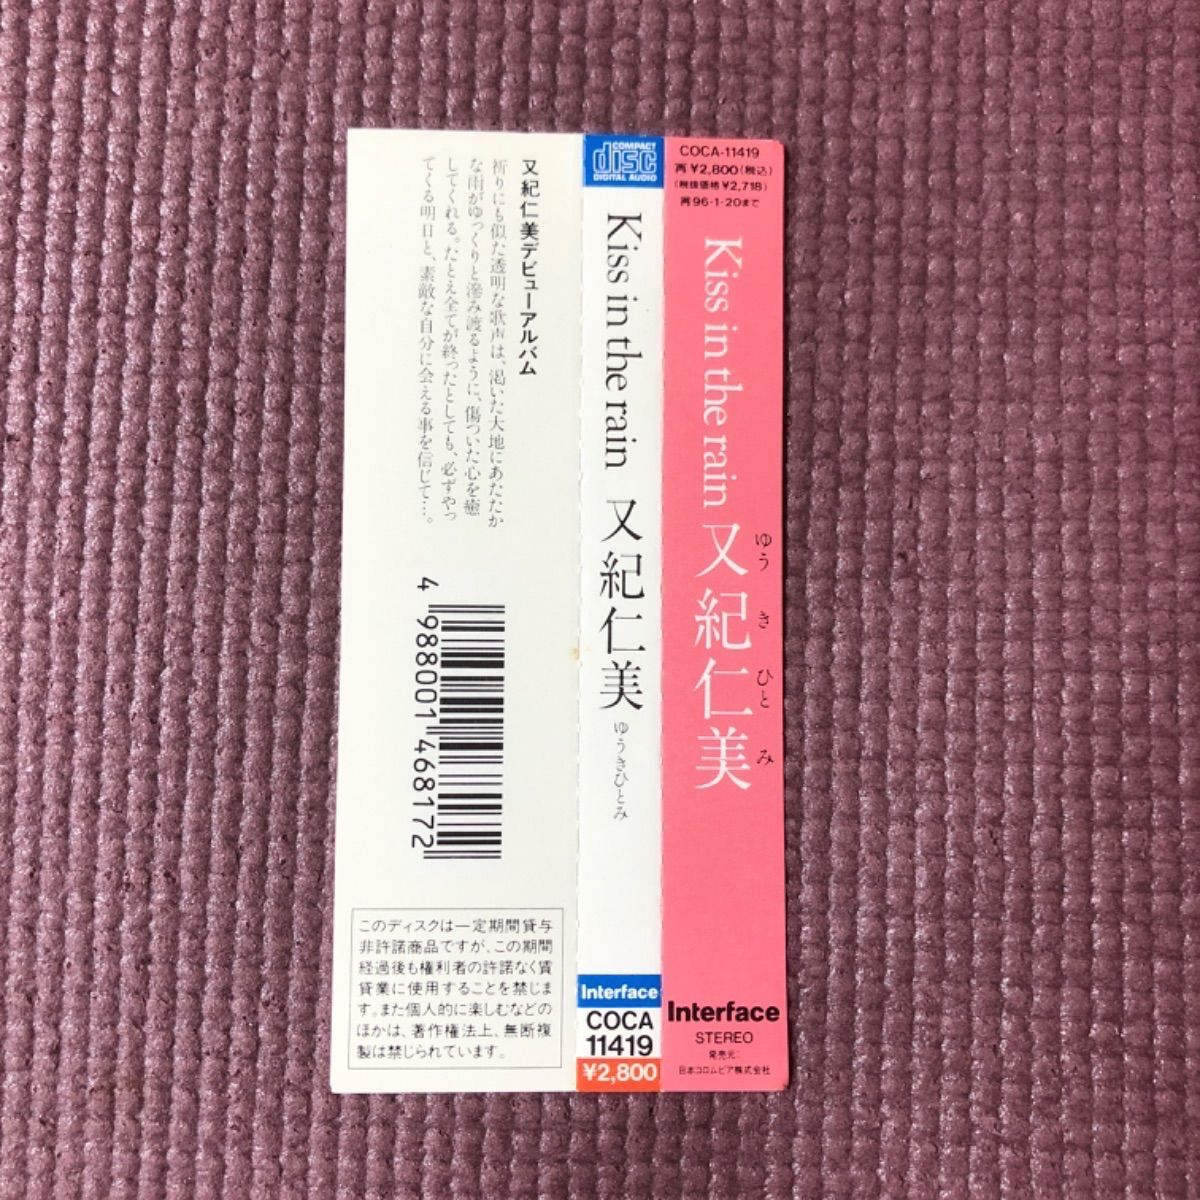 COCA-11419
再¥2,800(税込)
(税抜価格¥2,718)
再96・1・20まで
Kiss in the rain 又紀仁美
ゆうきひとみ
Interface
STEREO
発売元:
日本コロムビア株式会社
COMPACT
disc
DIGITAL AUDIO
Kiss in the rain 又紀仁美 ゆうきひとみ
Interface
COCA
11419
¥2,800
又紀仁美デビューアルバム
祈りにも似た透明な歌声は、渇いた大地にあたたか
な雨がゆっくりと滲み渡るように、傷ついた心を癒
してくれる。たとえ全てが終ったとしても、必ずやっ
てくる明日と、素敵な自分に会える事を信じて…。
4 988001 468172
このディスクは一定期間貸与
非許諾商品ですが、この期間
経過後も権利者の許諾なく賃
貸業に使用することを禁じま
す。また個人的に楽しむなどの
ほかは、著作権法上、無断複
製は禁じられています。